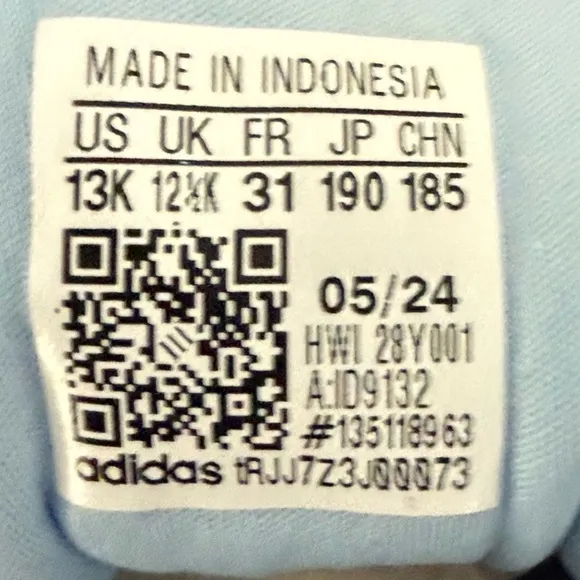 MADE IN INDONESIA
US UK FR JP CHN
13K 12½K 31 190 185
05/24
HWI 28Y001
A:ID9132
#135118963
adidas tRJJ7Z3J00073